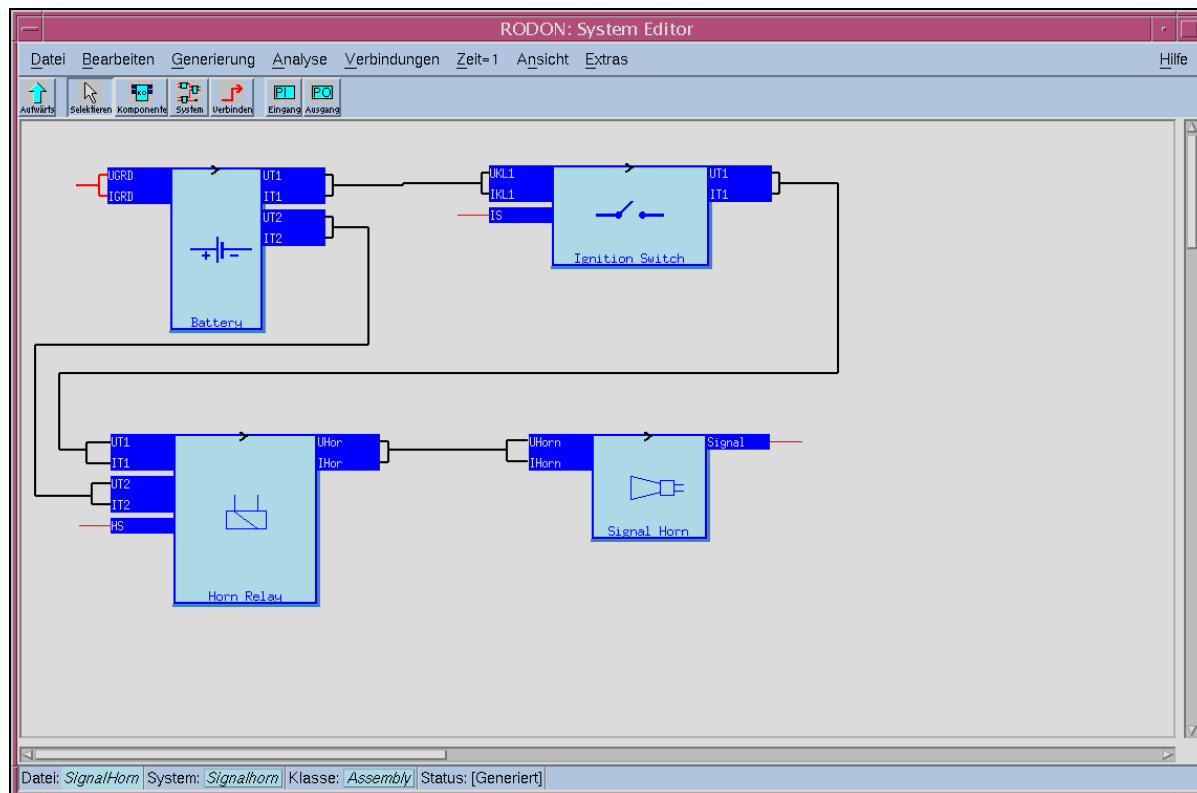 RODON: System Editor
Datei Bearbeiten Generierung Analyse Verbindungen Zeit=1 Ansicht Extras Hilfe
KO PI PO
Aufwärts Selektieren Komponente System Verbinden Eingang Ausgang
UGRD UT1
IGRD IT1
UT2
IT2
Battery
UKL1 UT1
IKL1 IT1
IS
Ignition Switch
UT1 UHor
IT1 IHor
UT2
IT2
HS
Horn Relay
UHorn Signal
IHorn
Signal Horn
Datei: SignalHorn System: Signalhorn Klasse: Assembly Status: [Generiert]